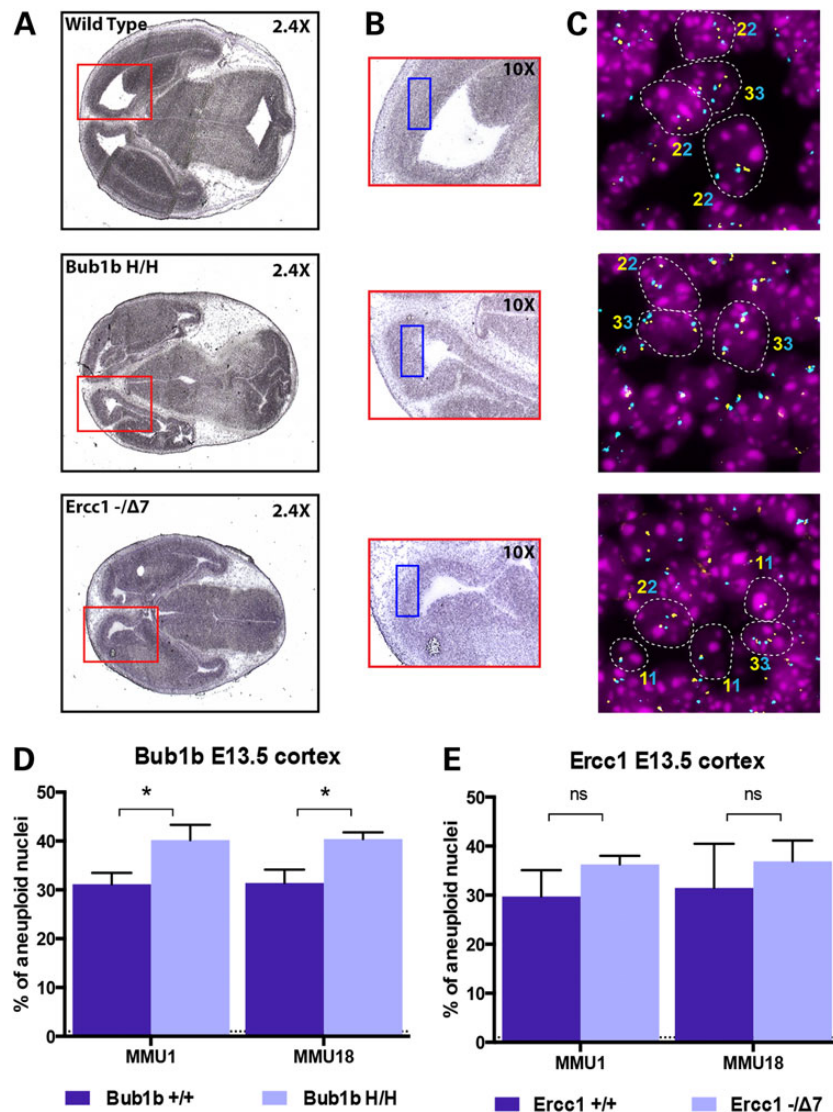 A
Wild Type
2.4X
B
10X
C
22
33
22
22
Bub1b H/H
2.4X
10X
22
33
33
Ercc1 -/Δ7
2.4X
10X
11
22
33
11
11
D
Bub1b E13.5 cortex
% of aneuploid nuclei
50
40
30
20
10
0
*
*
MMU1
MMU18
Bub1b +/+
Bub1b H/H
E
Ercc1 E13.5 cortex
% of aneuploid nuclei
50
40
30
20
10
0
ns
ns
MMU1
MMU18
Ercc1 +/+
Ercc1 -/Δ7